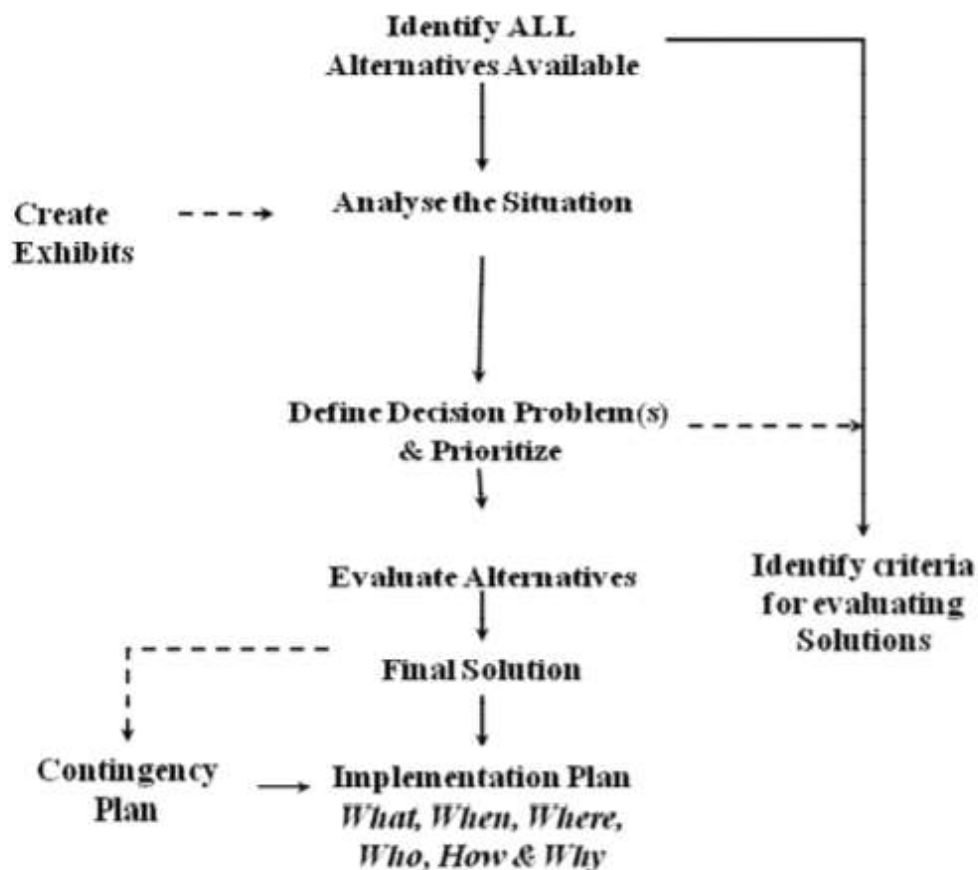 Identify ALL
Alternatives Available
Analyse the Situation
Create
Exhibits
Define Decision Problem(s)
& Prioritize
Evaluate Alternatives
Identify criteria
for evaluating
Solutions
Final Solution
Contingency
Plan
Implementation Plan
What, When, Where,
Who, How & Why